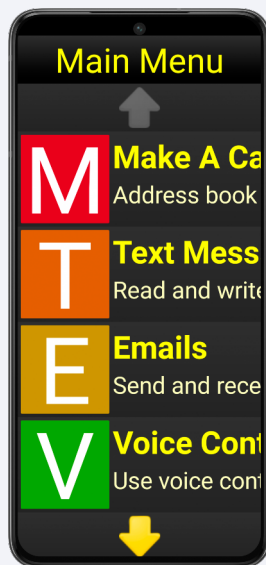 Main Menu
M
Make A Ca
Address book
T
Text Mess
Read and write
E
Emails
Send and rece
V
Voice Cont
Use voice cont